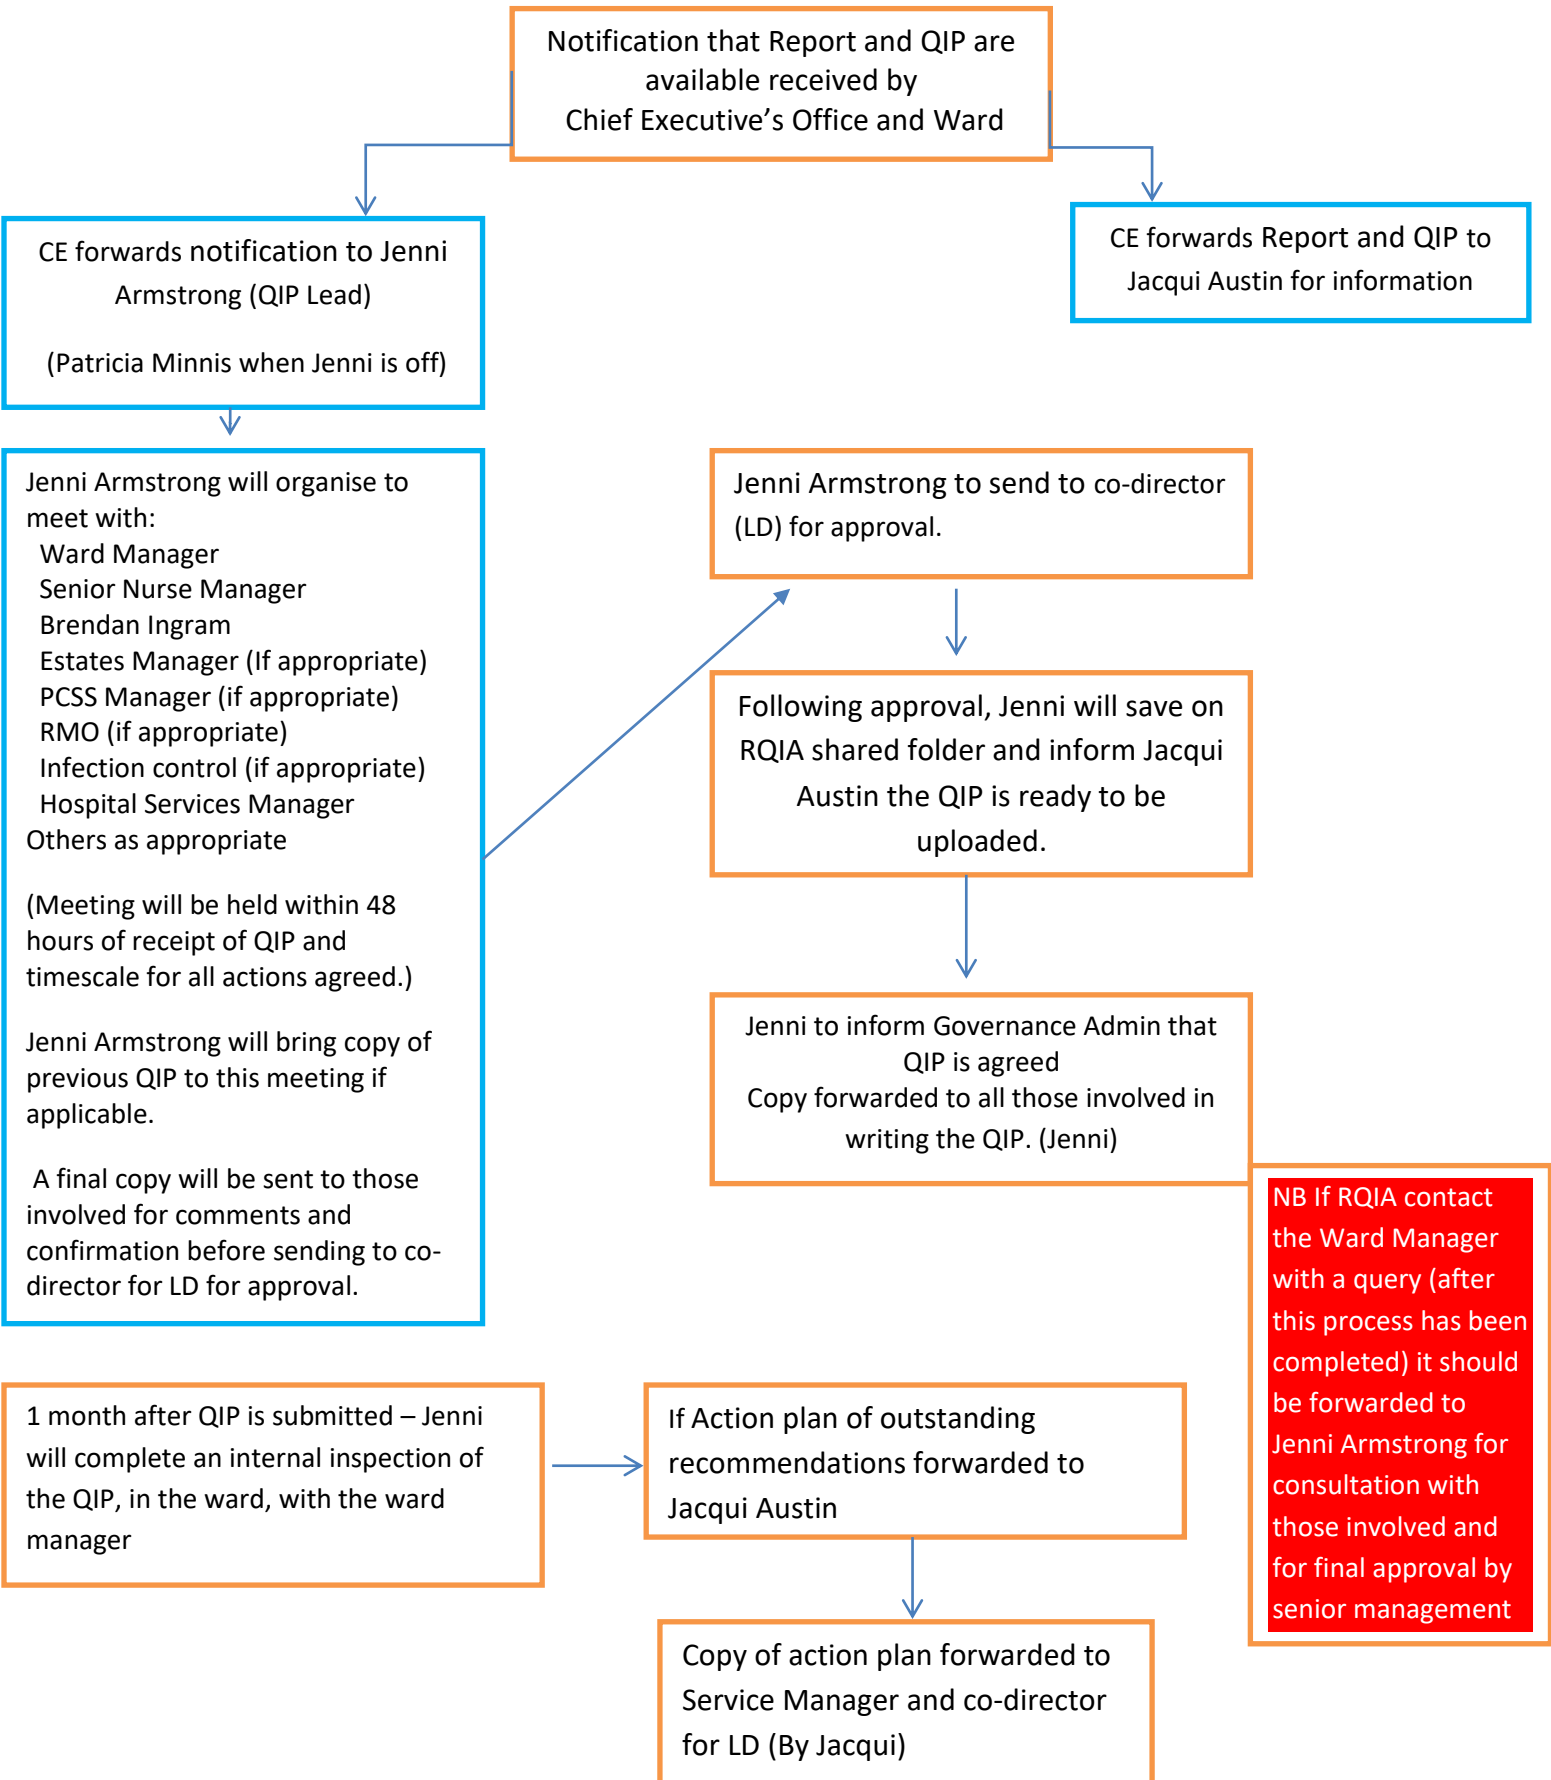 Notification that Report and QIP are
available received by
Chief Executive’s Office and Ward
CE forwards notification to Jenni
Armstrong (QIP Lead)
(Patricia Minnis when Jenni is off)
CE forwards Report and QIP to
Jacqui Austin for information
Jenni Armstrong will organise to
meet with:
Ward Manager
Senior Nurse Manager
Brendan Ingram
Estates Manager (If appropriate)
PCSS Manager (if appropriate)
RMO (if appropriate)
Infection control (if appropriate)
Hospital Services Manager
Others as appropriate
(Meeting will be held within 48
hours of receipt of QIP and
timescale for all actions agreed.)
Jenni Armstrong will bring copy of
previous QIP to this meeting if
applicable.
A final copy will be sent to those
involved for comments and
confirmation before sending to co-
director for LD for approval.
Jenni Armstrong to send to co-director
(LD) for approval.
Following approval, Jenni will save on
RQIA shared folder and inform Jacqui
Austin the QIP is ready to be
uploaded.
Jenni to inform Governance Admin that
QIP is agreed
Copy forwarded to all those involved in
writing the QIP. (Jenni)
NB If RQIA contact
the Ward Manager
with a query (after
this process has been
completed) it should
be forwarded to
Jenni Armstrong for
consultation with
those involved and
for final approval by
senior management
1 month after QIP is submitted – Jenni
will complete an internal inspection of
the QIP, in the ward, with the ward
manager
If Action plan of outstanding
recommendations forwarded to
Jacqui Austin
Copy of action plan forwarded to
Service Manager and co-director
for LD (By Jacqui)